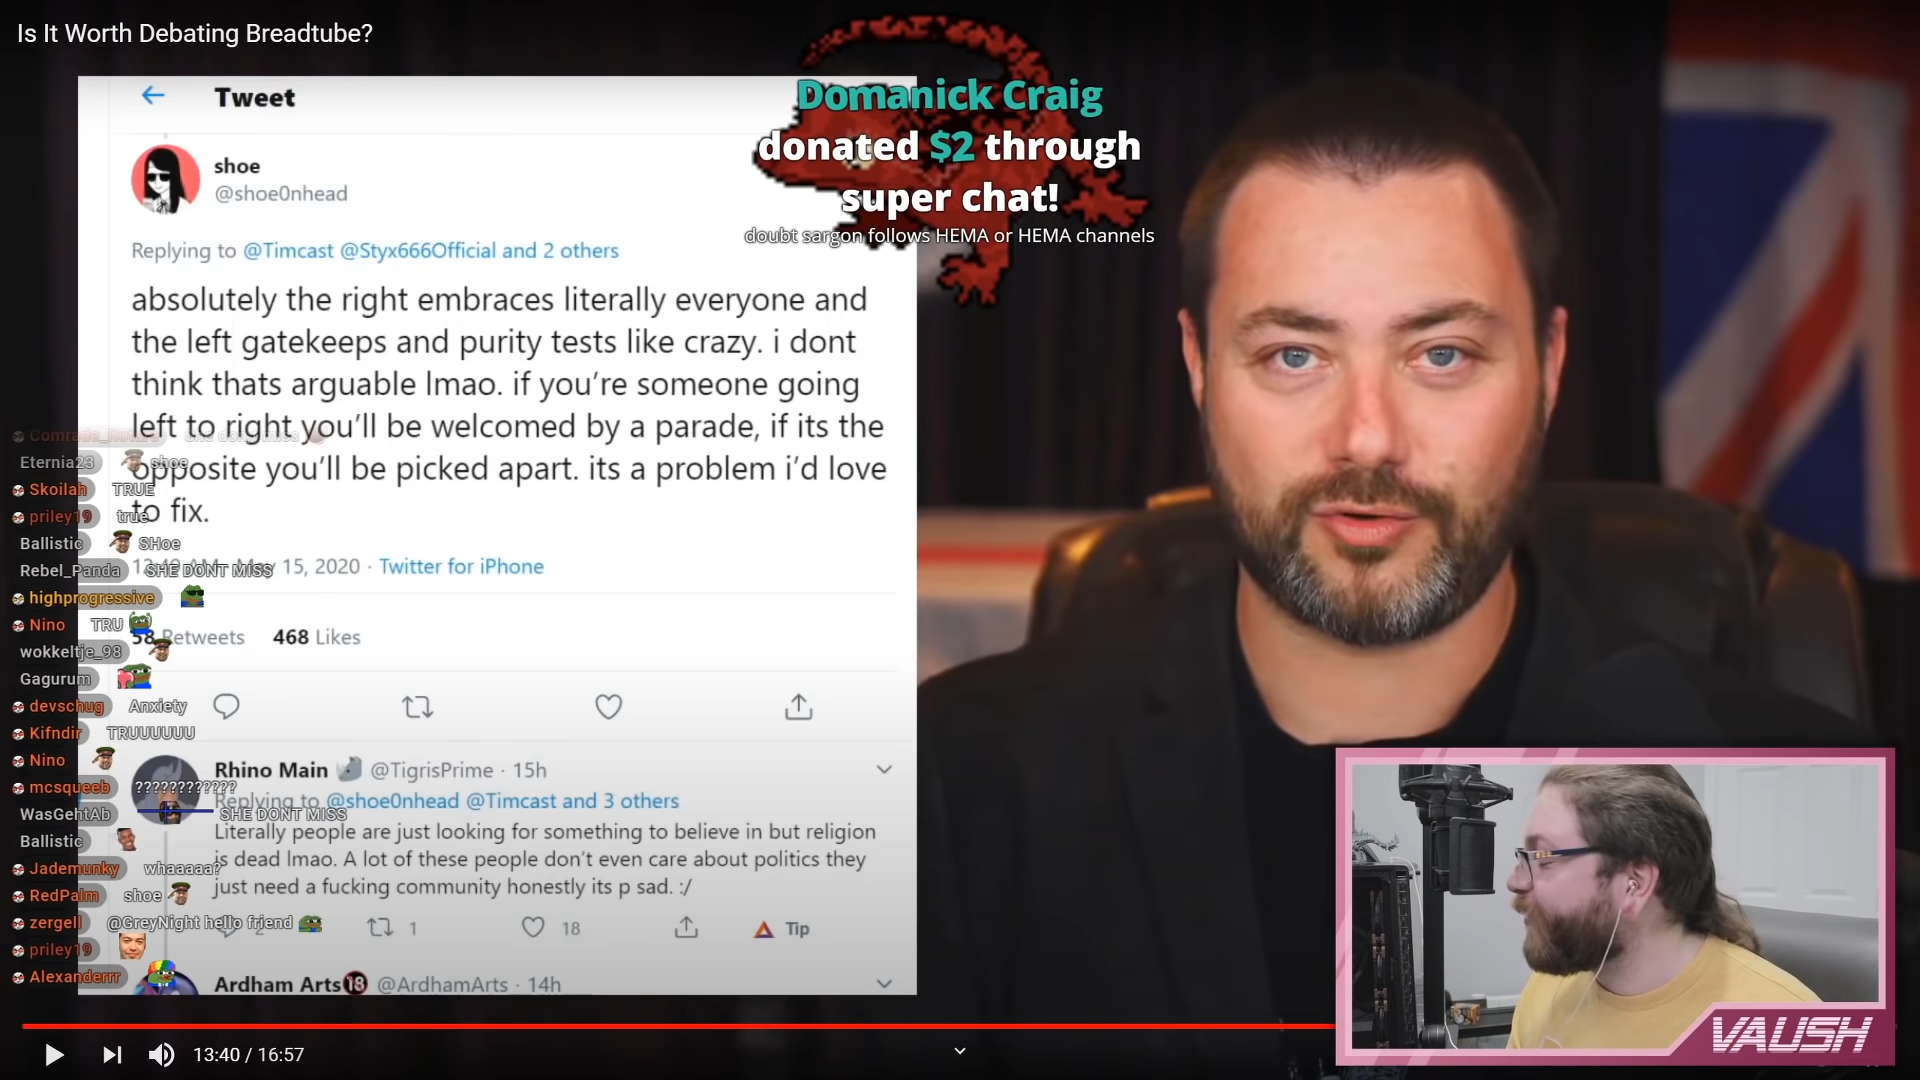 Is It Worth Debating Breadtube?
Tweet
shoe
@shoe0nhead
Replying to @Timcast @Styx666Official and 2 others
absolutely the right embraces literally everyone and
the left gatekeeps and purity tests like crazy. i dont
think thats arguable lmao. if you're someone going
left to right you'll be welcomed by a parade, if its the
opposite you'll be picked apart. its a problem i'd love
to fix.
15, 2020 · Twitter for iPhone
58 Retweets 468 Likes
Rhino Main @TigrisPrime · 15h
Replying to @shoe0nhead @Timcast and 3 others
Literally people are just looking for something to believe in but religion
is dead lmao. A lot of these people don't even care about politics they
just need a fucking community honestly its p sad. :/
2 1 18 Tip
Ardham Arts 18 @ArdhamArts · 14h
Domanick Craig
donated $2 through
super chat!
doubt sargon follows HEMA or HEMA channels
Eternia23 shoe
Skoilah TRUE
priley19 true
Ballistic SHoe
Rebel_Panda SHE DONT MISS
highprogressive
Nino TRU
wokkeltje_98
Gagurum
devschug Anxiety
Kifndir TRUUUUUU
Nino
mcsqueeb ????????????
WasGehtAb SHE DONT MISS
Ballistic
Jademunky whaaaaa?
RedPalm shoe
zergell @GreyNight hello friend
priley19
Alexanderrr
13:40 / 16:57
VAUSH